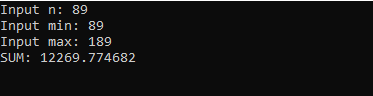 Input n: 89
Input min: 89
Input max: 189
SUM: 12269.774682